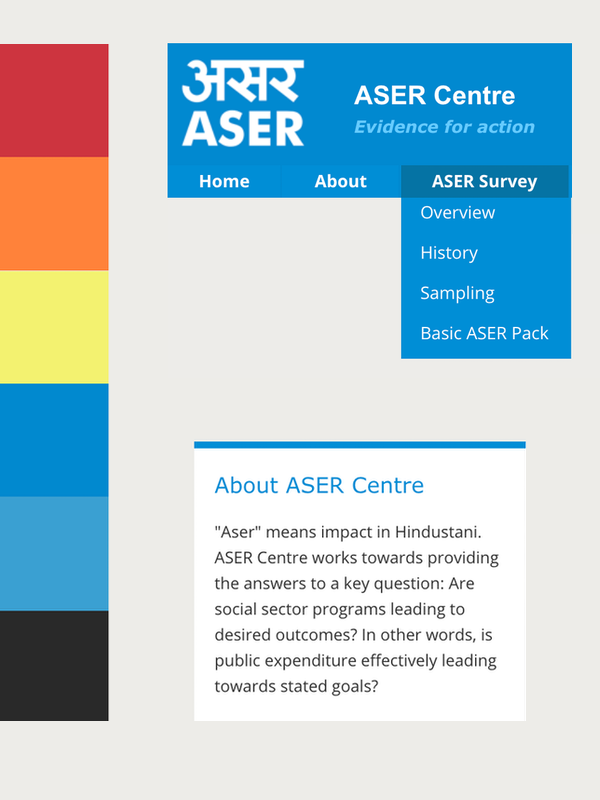 असर
ASER
ASER Centre
Evidence for action
Home About ASER Survey
Overview
History
Sampling
Basic ASER Pack
About ASER Centre
"Aser" means impact in Hindustani.
ASER Centre works towards providing
the answers to a key question: Are
social sector programs leading to
desired outcomes? In other words, is
public expenditure effectively leading
towards stated goals?